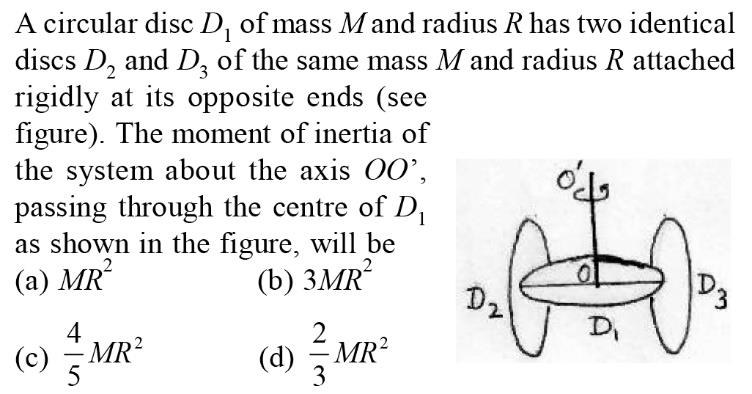 A circular disc D₁ of mass M and radius R has two identical
discs D₂ and D₃ of the same mass M and radius R attached
rigidly at its opposite ends (see
figure). The moment of inertia of
the system about the axis OO’,
passing through the centre of D₁
as shown in the figure, will be
(a) MR² (b) 3MR²
(c) 4/5 MR² (d) 2/3 MR²
O'
O
D₂
D₃
D₁